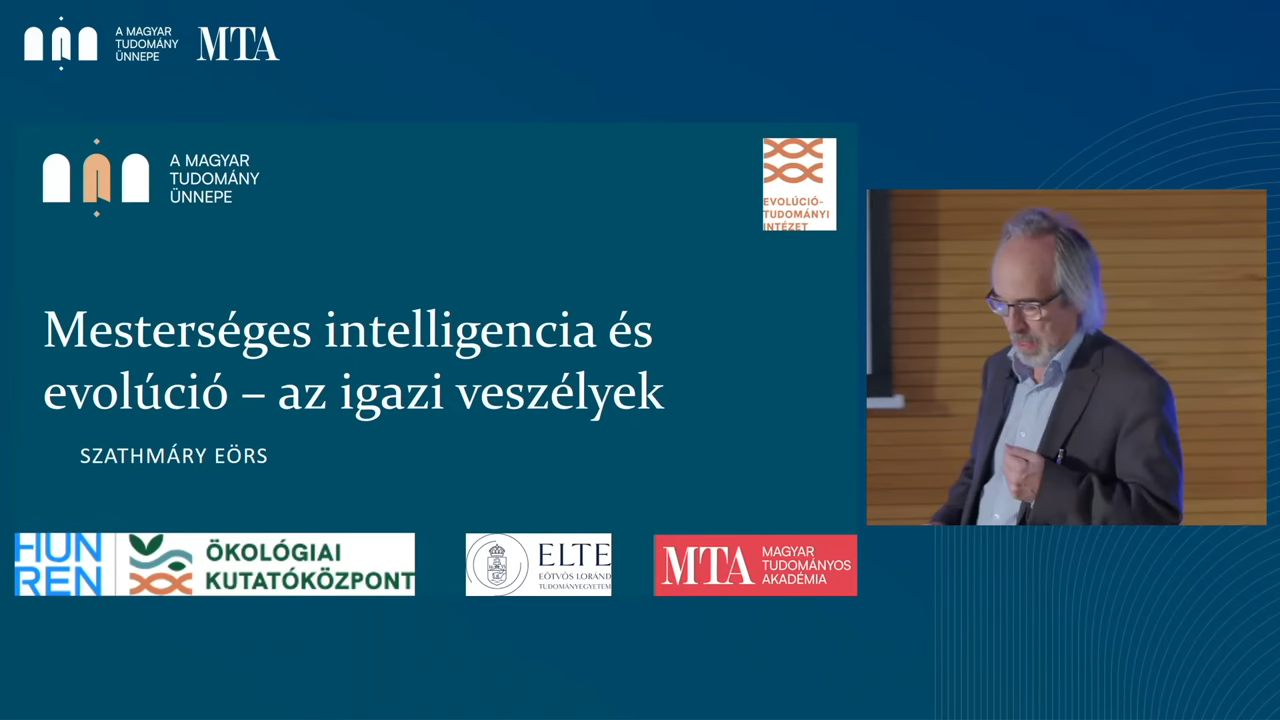 A MAGYAR
TUDOMÁNY
ÜNNEPE
MTA
A MAGYAR
TUDOMÁNY
ÜNNEPE
EVOLÚCIÓ-
TUDOMÁNYI
INTÉZET
Mesterséges intelligencia és
evolúció – az igazi veszélyek
SZATHMÁRY EÖRS
HUN
REN
ÖKOLÓGIAI
KUTATÓKÖZPONT
ELTE
EÖTVÖS LORÁND
TUDOMÁNYEGYETEM
MTA
MAGYAR
TUDOMÁNYOS
AKADÉMIA